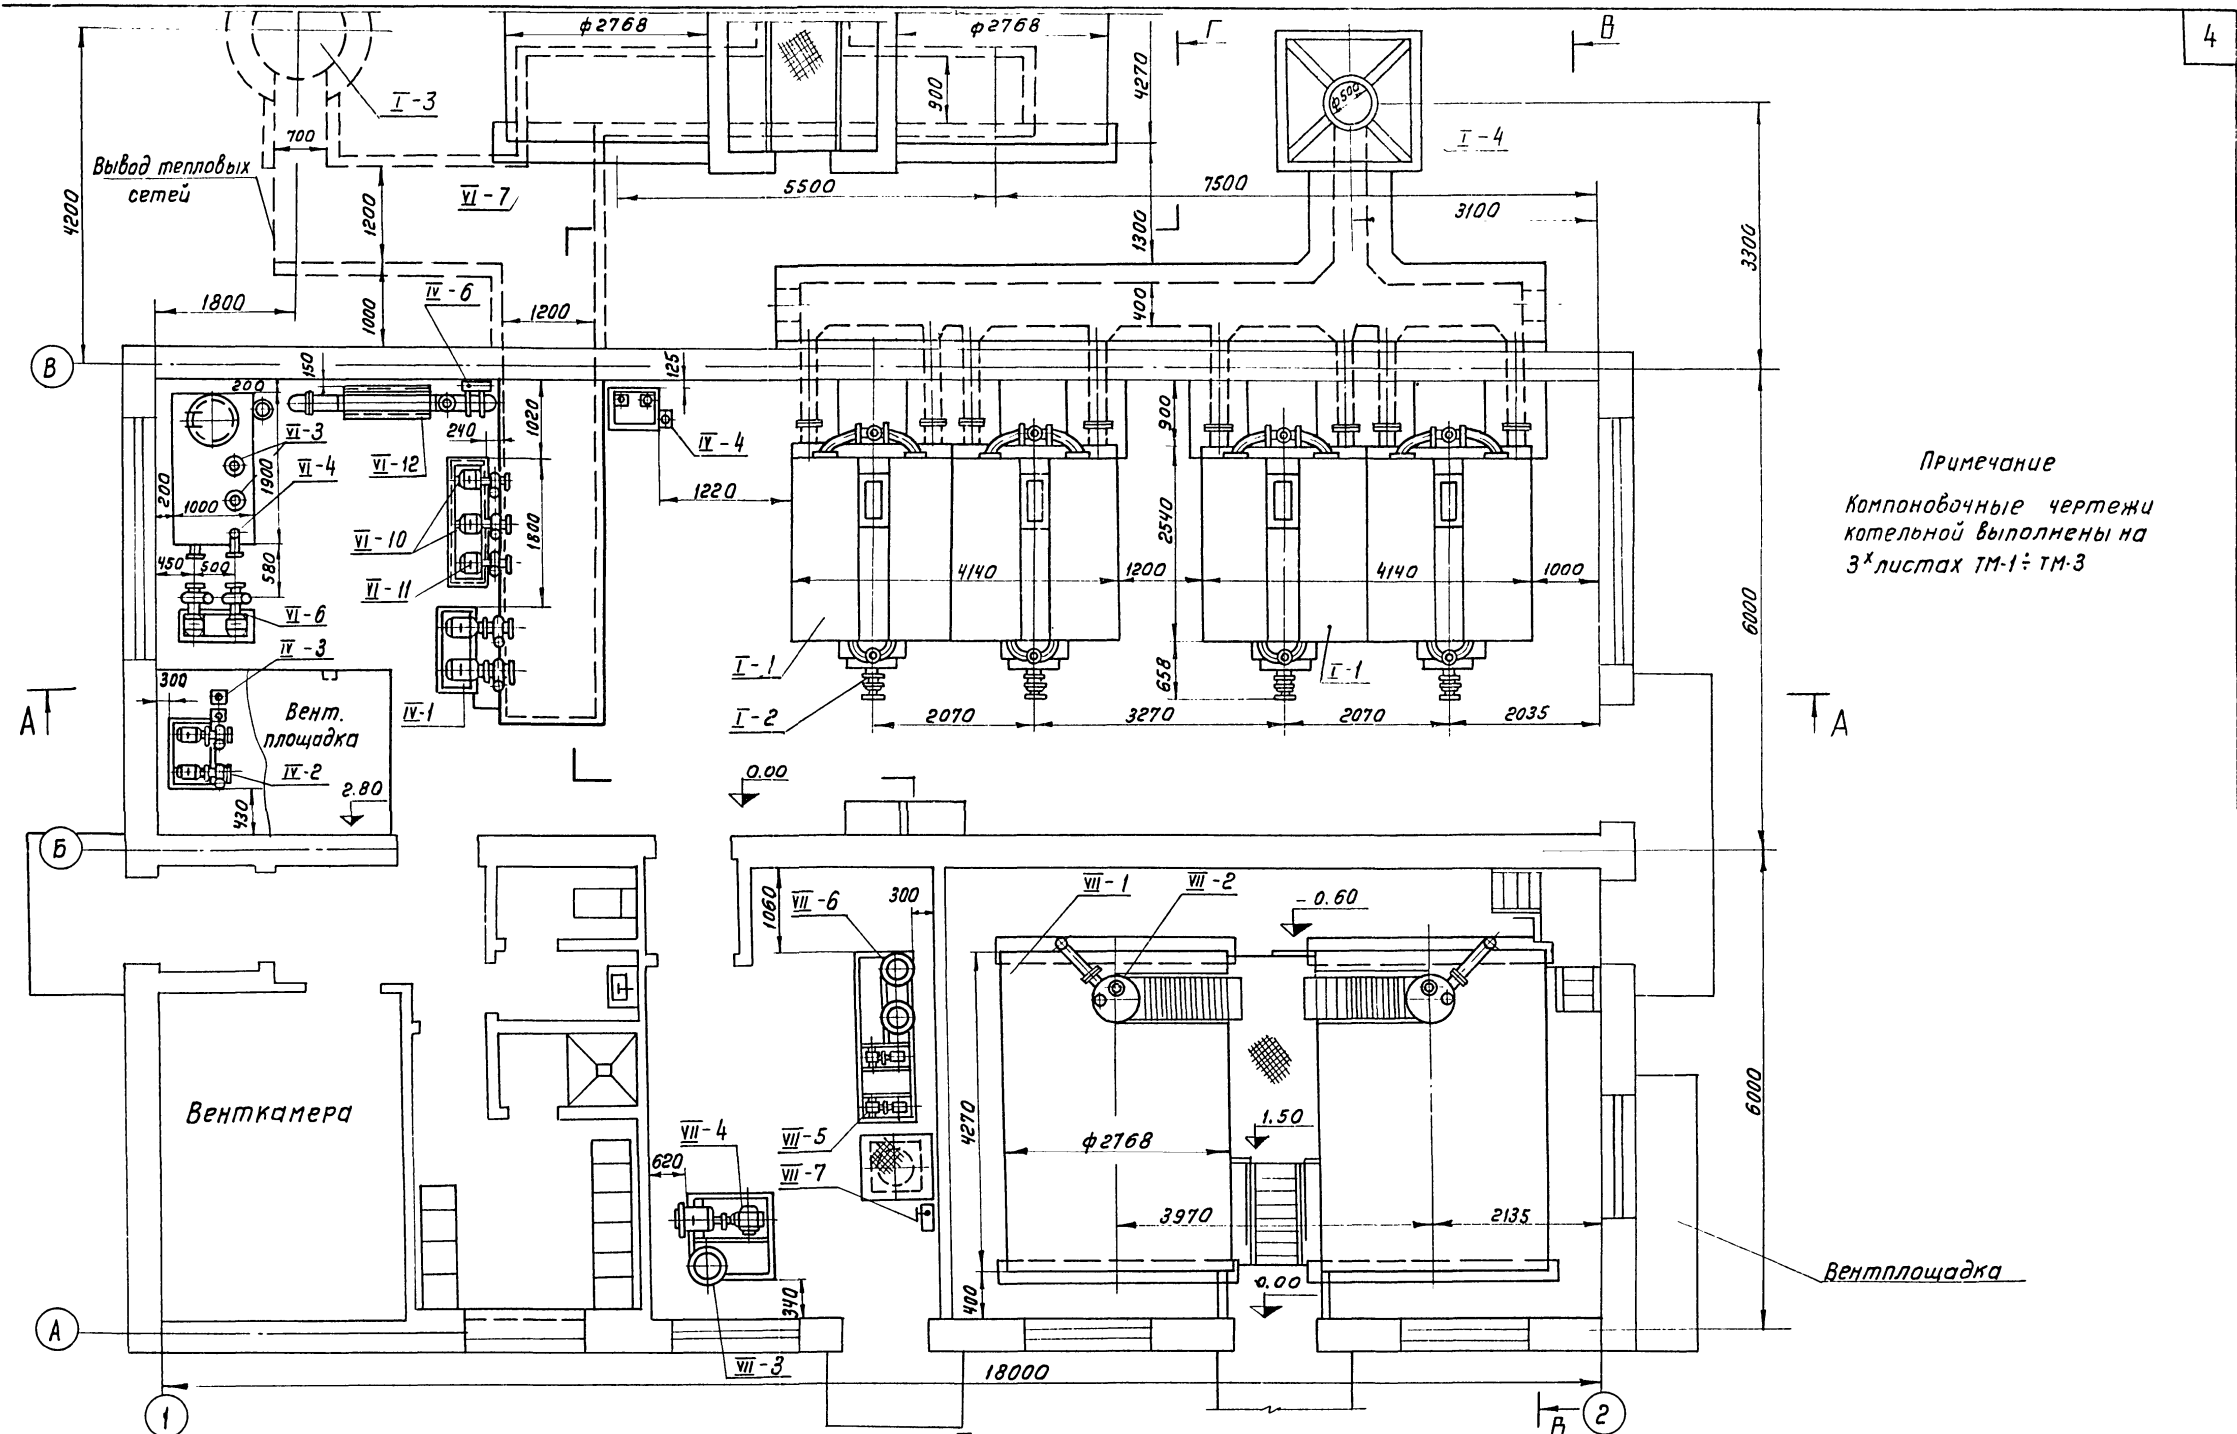 4
ф2768
ф2768
Г
В
4270
900
ф500
I-3
I-4
700
Вывод тепловых
сетей
4200
1200
VI-7
5500
7500
3100
1300
3300
1800
1000
IV-6
1200
400
В
150
125
200
1020
240
VI-3
VI-4
VI-12
IV-4
900
1900
200
1000
1220
1800
2540
VI-10
450
500
580
VI-11
4140
1200
4140
1000
VI-6
IV-3
6000
300
I-1
658
I-1
А
Вент.
площадка
IV-1
I-2
2070
3270
2070
2035
А
IV-2
2.80
0.00
430
Б
Примечание
Компоновочные чертежи
котельной выполнены на
3х листах ТМ-1÷ТМ-3
1060
VII-6
300
VII-1
VII-2
-0.60
Венткамера
VII-4
VII-5
4270
1.50
ф2768
6000
620
VII-7
3970
2135
Вентплощадка
340
400
0.00
А
VII-3
18000
1
В
2